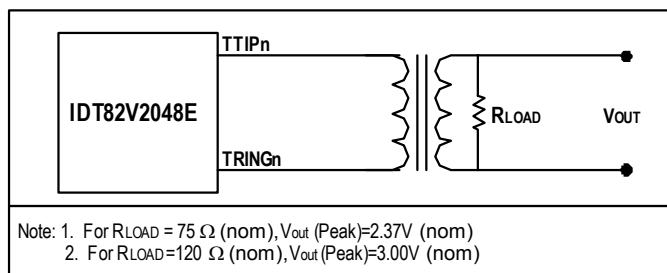 TTIPn
IDT82V2048E
RLOAD
VOUT
TRINGn
Note: 1. For RLOAD = 75 Ω (nom), Vout (Peak)=2.37V (nom)
2. For RLOAD=120 Ω (nom), Vout (Peak)=3.00V (nom)